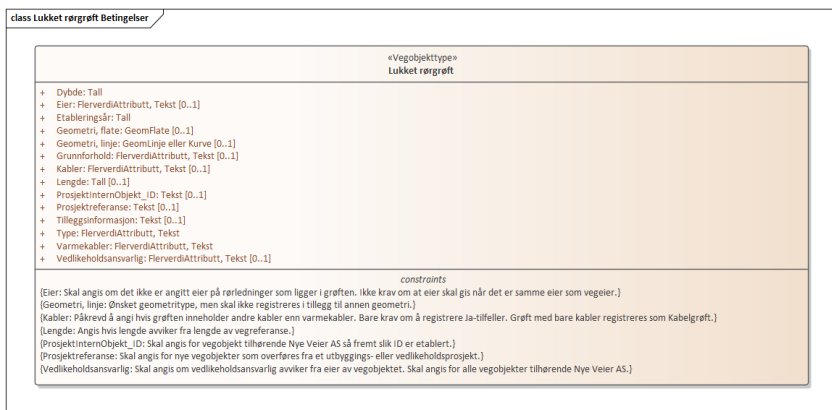 class Lukket rørgrøft Betingelser
«Vegobjekttype»
Lukket rørgrøft
+ Dybde: Tall
+ Eier: FlerverdiAttributt, Tekst [0..1]
+ Etableringsår: Tall
+ Geometri, flate: GeomFlate [0..1]
+ Geometri, linje: GeomLinje eller Kurve [0..1]
+ Grunnforhold: FlerverdiAttributt, Tekst [0..1]
+ Kabler: FlerverdiAttributt, Tekst [0..1]
+ Lengde: Tall [0..1]
+ ProsjektInternObjekt_ID: Tekst [0..1]
+ Prosjektreferanse: Tekst [0..1]
+ Tilleggsinformasjon: Tekst [0..1]
+ Type: FlerverdiAttributt, Tekst
+ Varmekabler: FlerverdiAttributt, Tekst
+ Vedlikeholdsansvarlig: FlerverdiAttributt, Tekst [0..1]
constraints
{Eier: Skal angis om det ikke er angitt eier på rørledninger som ligger i grøften. Ikke krav om at eier skal gis når det er samme eier som vegeier.}
{Geometri, linje: Ønsket geometritype, men skal ikke registreres i tillegg til annen geometri.}
{Kabler: Påkrevd å angi hvis grøften inneholder andre kabler enn varmekabler. Bare krav om å registrere Ja-tilfeller. Grøft med bare kabler registreres som Kabelgrøft.}
{Lengde: Angis hvis lengde avviker fra lengde av vegreferanse.}
{ProsjektInternObjekt_ID: Skal angis for vegobjekt tilhørende Nye Veier AS så fremt slik ID er etablert.}
{Prosjektreferanse: Skal angis for nye vegobjekter som overføres fra et utbyggings- eller vedlikeholdsprosjekt.}
{Vedlikeholdsansvarlig: Skal angis om vedlikeholdsansvarlig avviker fra eier av vegobjektet. Skal angis for alle vegobjekter tilhørende Nye Veier AS.}